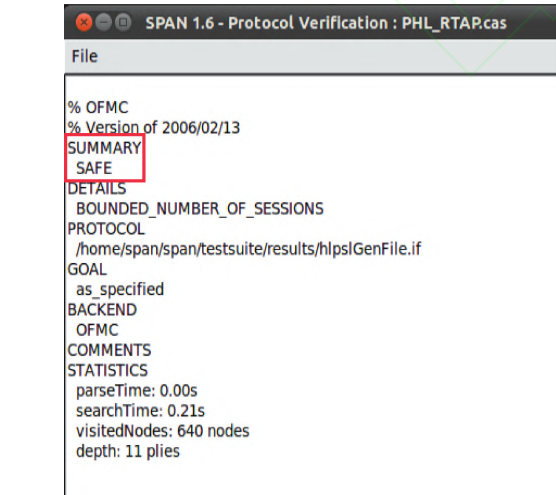 SPAN 1.6 - Protocol Verification : PHL_RTAP.cas
File
% OFMC
% Version of 2006/02/13
SUMMARY
SAFE
DETAILS
BOUNDED_NUMBER_OF_SESSIONS
PROTOCOL
/home/span/span/testsuite/results/hlpslGenFile.if
GOAL
as_specified
BACKEND
OFMC
COMMENTS
STATISTICS
parseTime: 0.00s
searchTime: 0.21s
visitedNodes: 640 nodes
depth: 11 plies